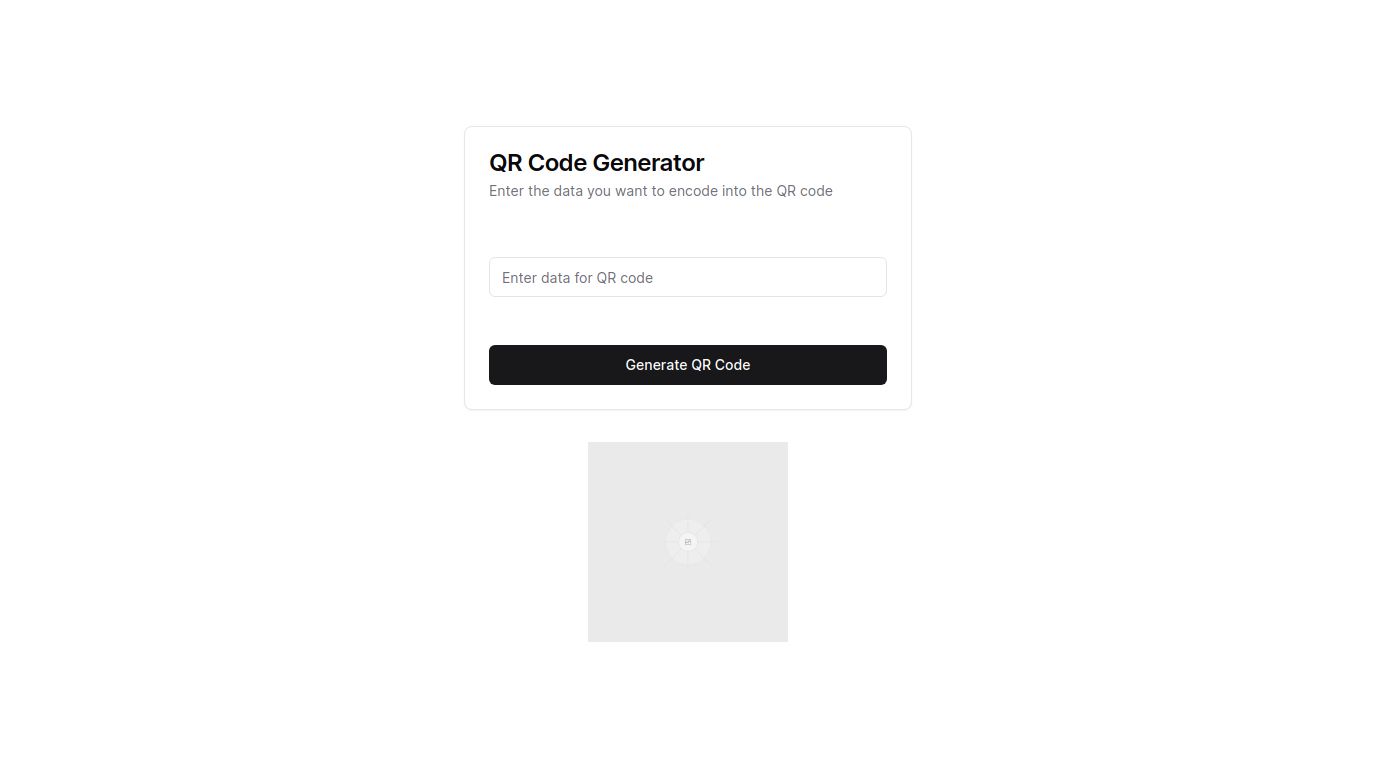 QR Code Generator
Enter the data you want to encode into the QR code
Enter data for QR code
Generate QR Code